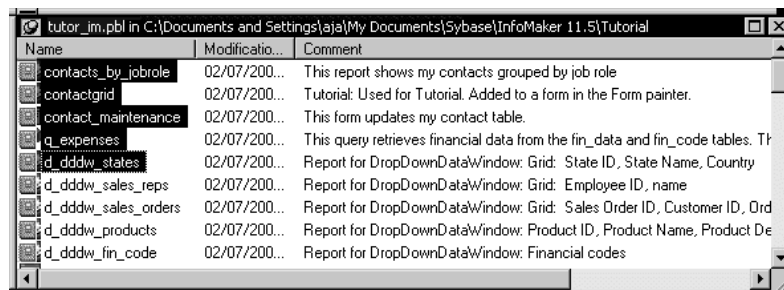 tutor_im.pbl in C:\Documents and Settings\aja\My Documents\Sybase\InfoMaker 11.5\Tutorial
Name Modificatio... Comment
contacts_by_jobrole 02/07/200... This report shows my contacts grouped by job role
contactgrid 02/07/200... Tutorial: Used for Tutorial. Added to a form in the Form painter.
contact_maintenance 02/07/200... This form updates my contact table.
q_expenses 02/07/200... This query retrieves financial data from the fin_data and fin_code tables. Th
d_dddw_states 02/07/200... Report for DropDownDataWindow: Grid: State ID, State Name, Country
d_dddw_sales_reps 02/07/200... Report for DropDownDataWindow: Grid: Employee ID, name
d_dddw_sales_orders 02/07/200... Report for DropDownDataWindow: Grid: Sales Order ID, Customer ID, Ord
d_dddw_products 02/07/200... Report for DropDownDataWindow: Product ID, Product Name, Product De
d_dddw_fin_code 02/07/200... Report for DropDownDataWindow: Financial codes